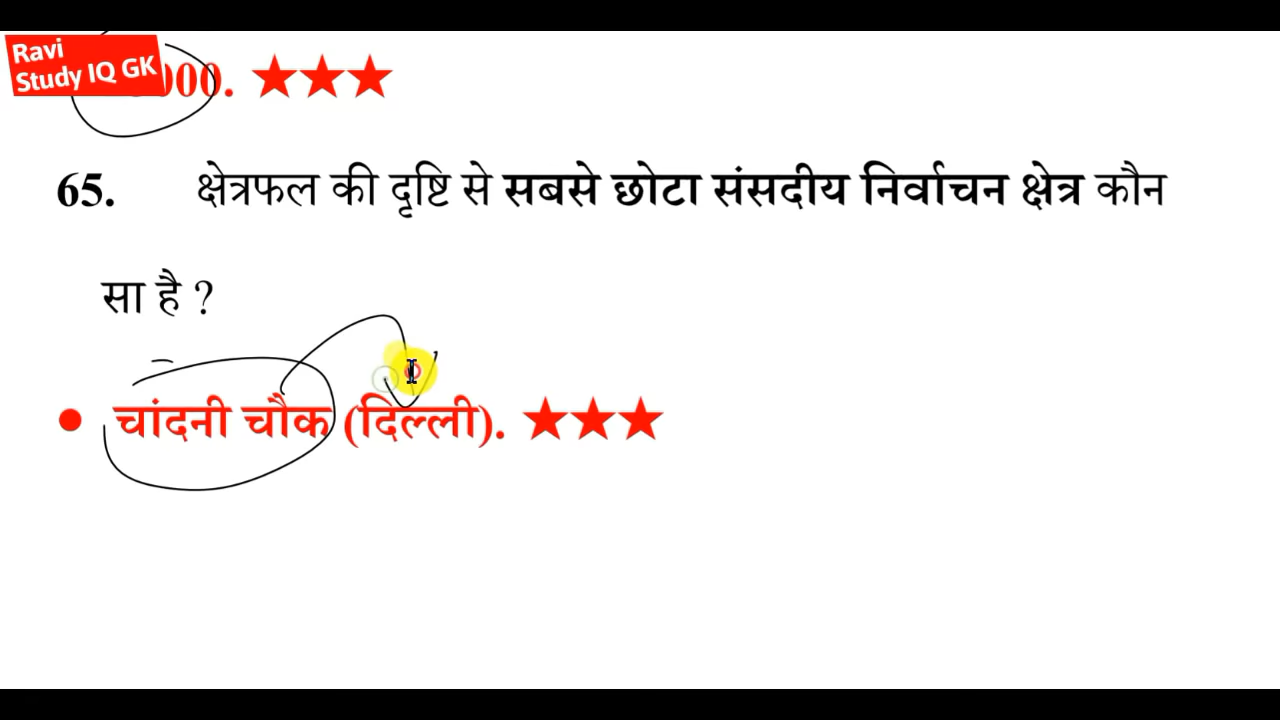 Ravi
Study IQ GK
000. ★★★
65. क्षेत्रफल की दृष्टि से सबसे छोटा संसदीय निर्वाचन क्षेत्र कौन
सा है ?
• चांदनी चौक (दिल्ली). ★★★